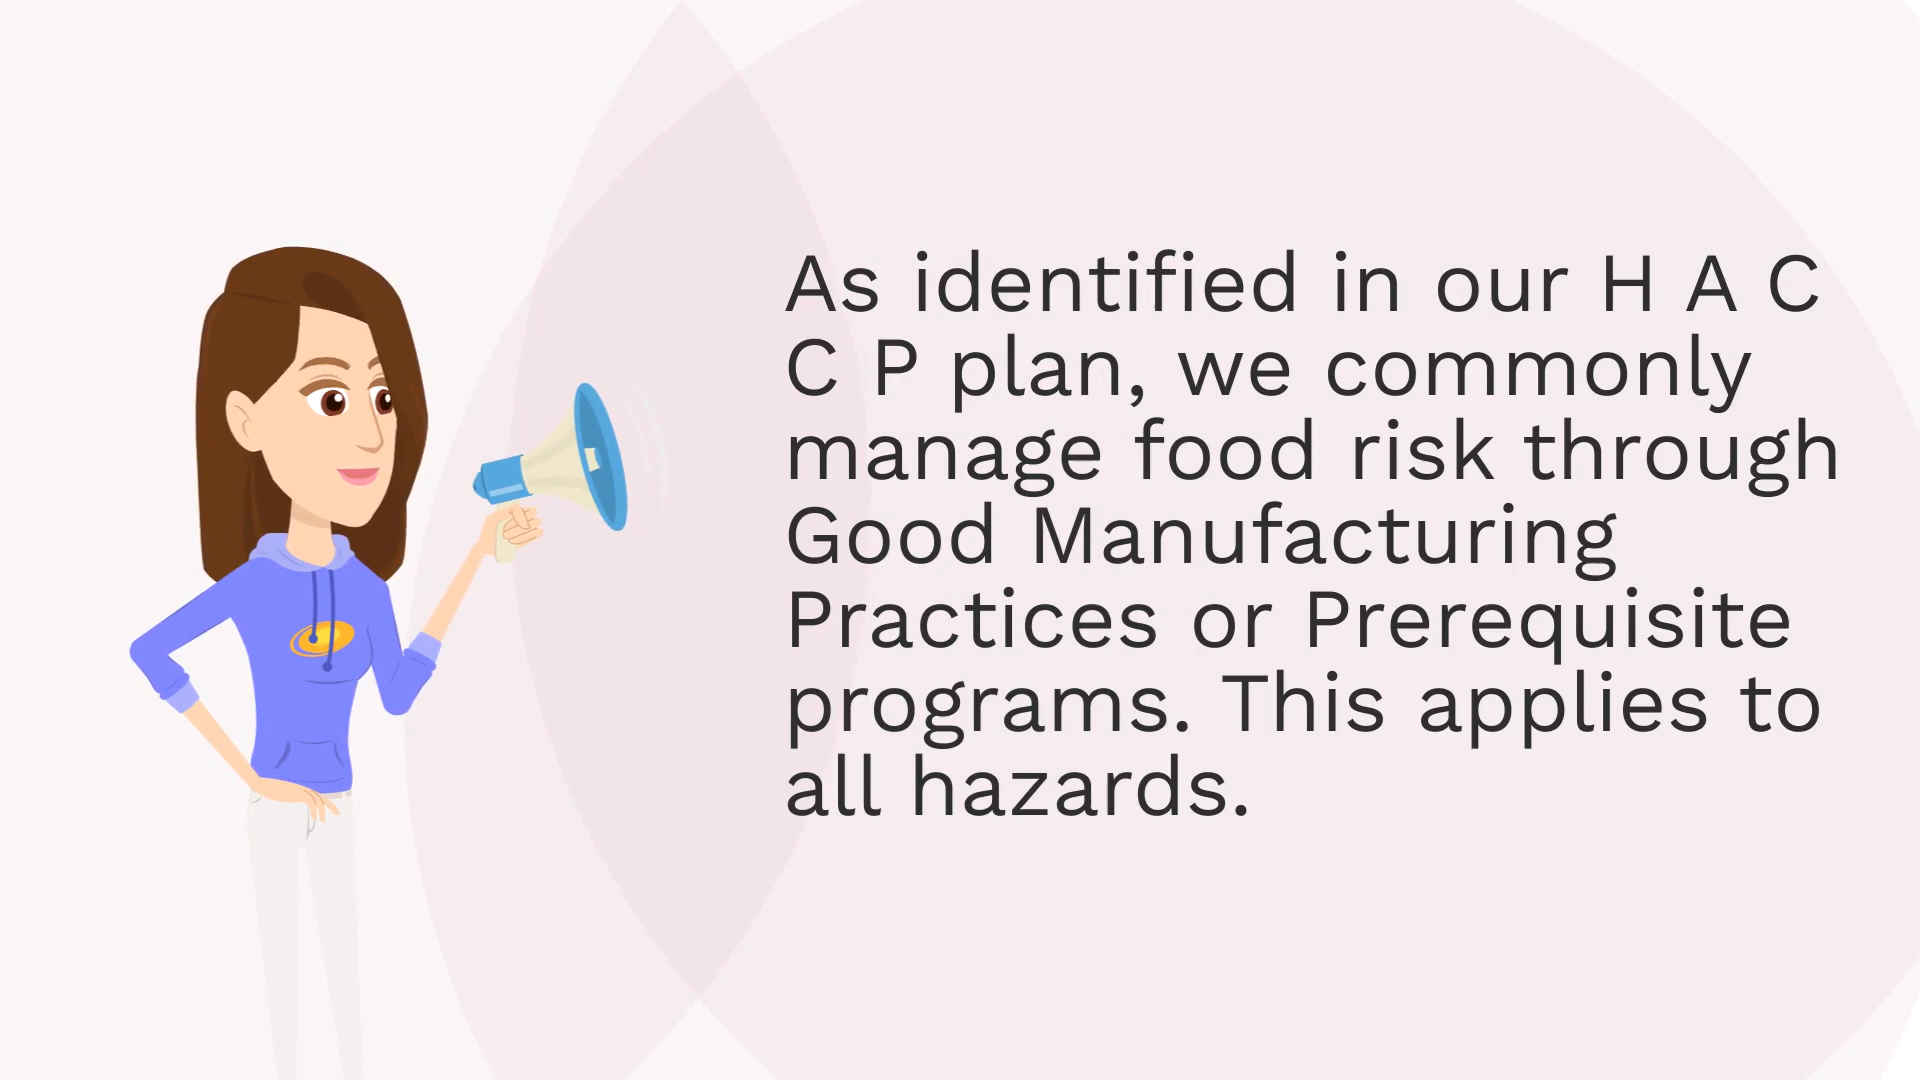 As identified in our H A C
C P plan, we commonly
manage food risk through
Good Manufacturing
Practices or Prerequisite
programs. This applies to
all hazards.